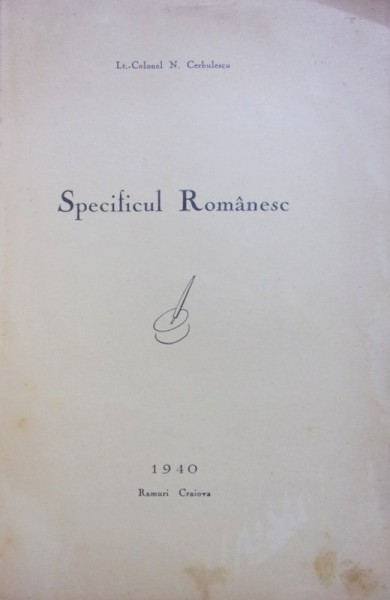 Lt.-Colonel N. Cerbulescu
Specificul Românesc
1940
Ramuri Craiova